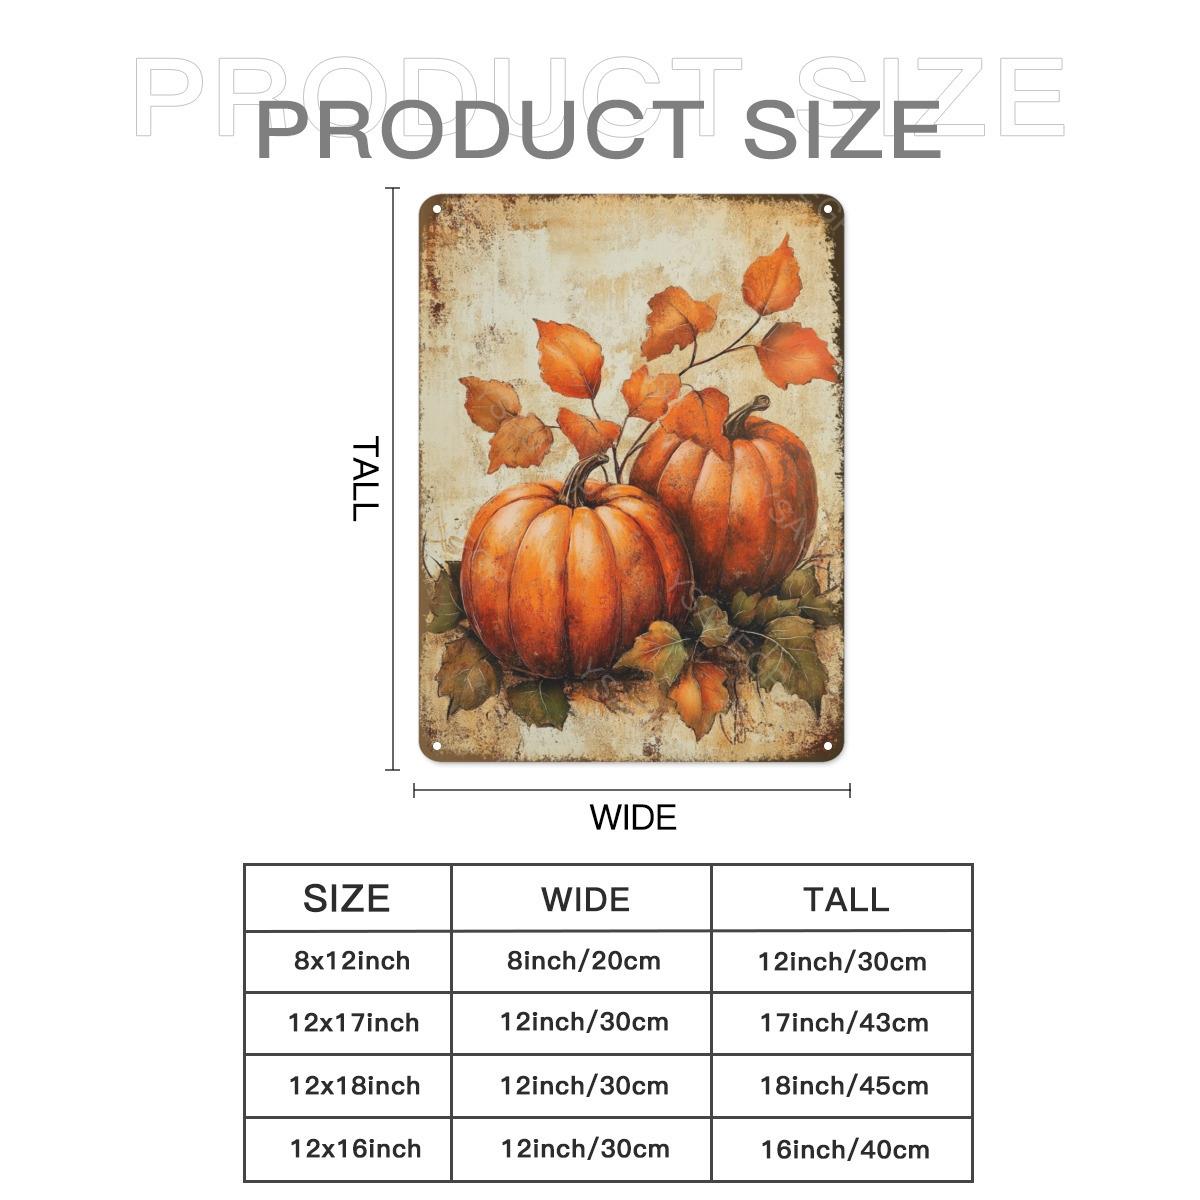 PRODUCT SIZE
PRODUCT SIZE
TALL
WIDE
SIZE WIDE TALL
8x12inch 8inch/20cm 12inch/30cm
12x17inch 12inch/30cm 17inch/43cm
12x18inch 12inch/30cm 18inch/45cm
12x16inch 12inch/30cm 16inch/40cm